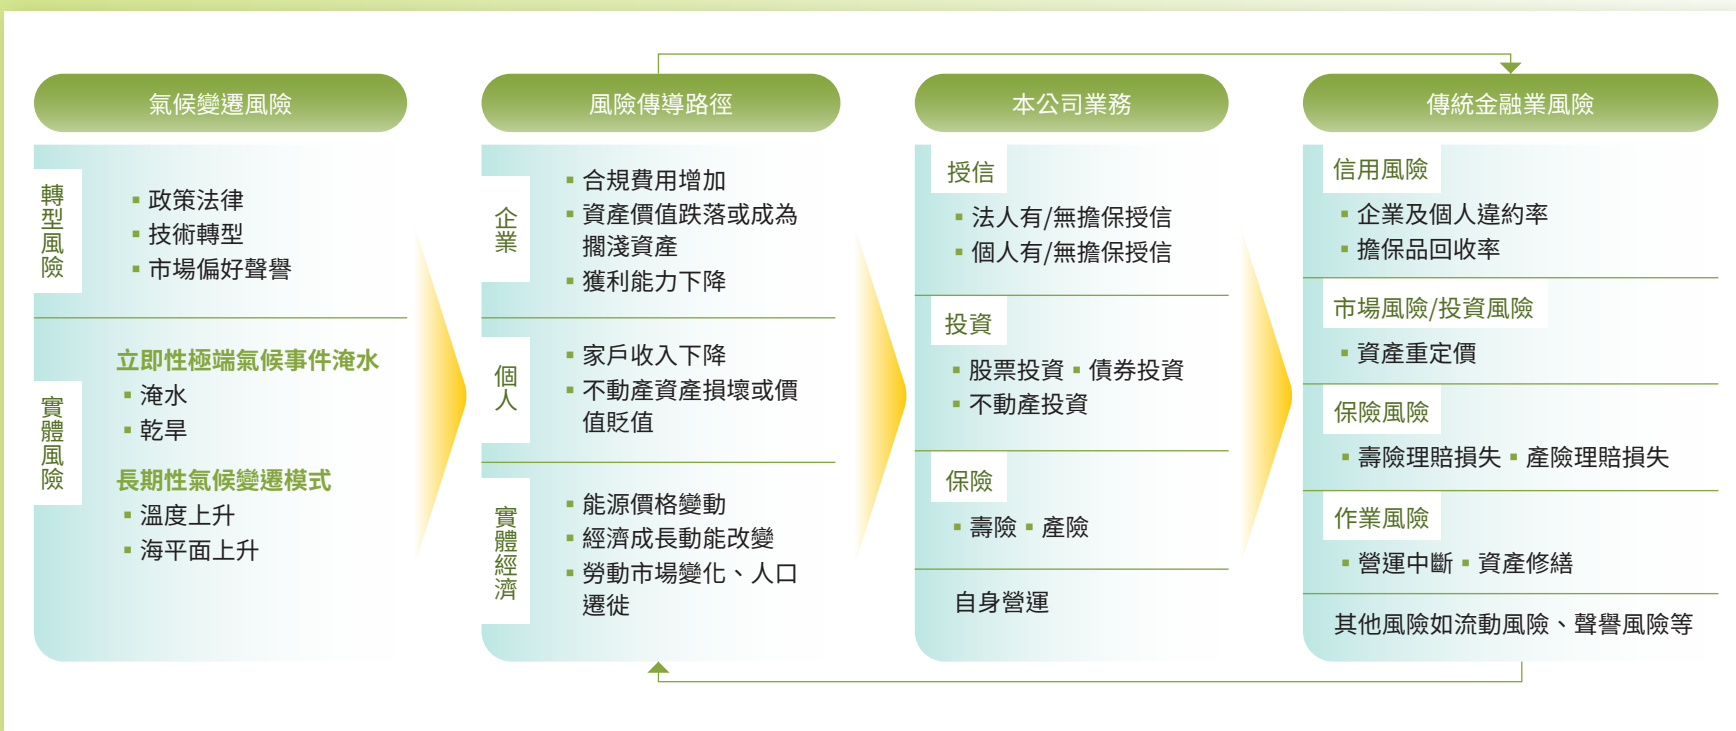 氣候變遷風險
轉型風險
政策法律
技術轉型
市場偏好聲譽
實體風險
立即性極端氣候事件淹水
淹水
乾旱
長期性氣候變遷模式
溫度上升
海平面上升
風險傳導路徑
企業
合規費用增加
資產價值跌落或成為
擱淺資產
獲利能力下降
個人
家戶收入下降
不動產資產損壞或價
值貶值
實體經濟
能源價格變動
經濟成長動能改變
勞動市場變化、人口
遷徙
本公司業務
授信
法人有/無擔保授信
個人有/無擔保授信
投資
股票投資 債券投資
不動產投資
保險
壽險 產險
自身營運
傳統金融業風險
信用風險
企業及個人違約率
擔保品回收率
市場風險/投資風險
資產重定價
保險風險
壽險理賠損失 產險理賠損失
作業風險
營運中斷 資產修繕
其他風險如流動風險、聲譽風險等